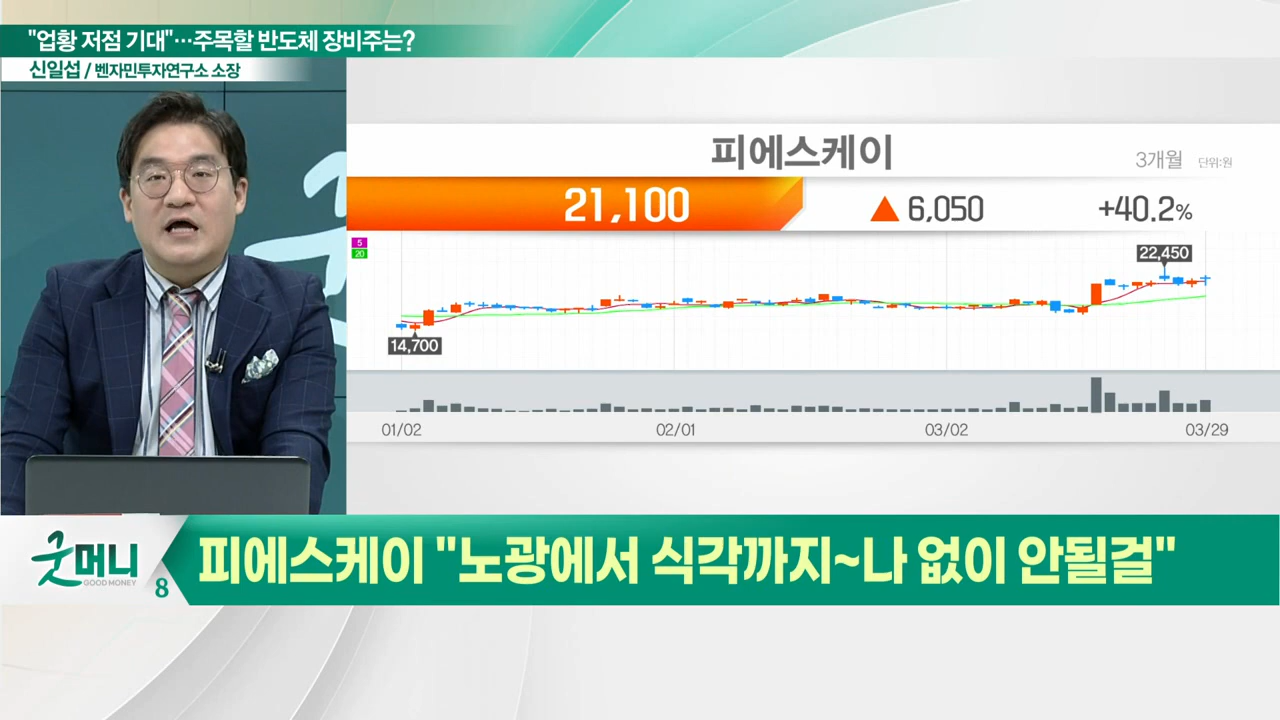 "업황 저점 기대"…주목할 반도체 장비주는?
신일섭 / 벤자민투자연구소 소장
피에스케이
3개월 단위:원
21,100 ▲ 6,050 +40.2%
5
20
22,450
14,700
01/02 02/01 03/02 03/29
굿머니
GOOD MONEY
8
피에스케이 "노광에서 식각까지~나 없이 안될걸"